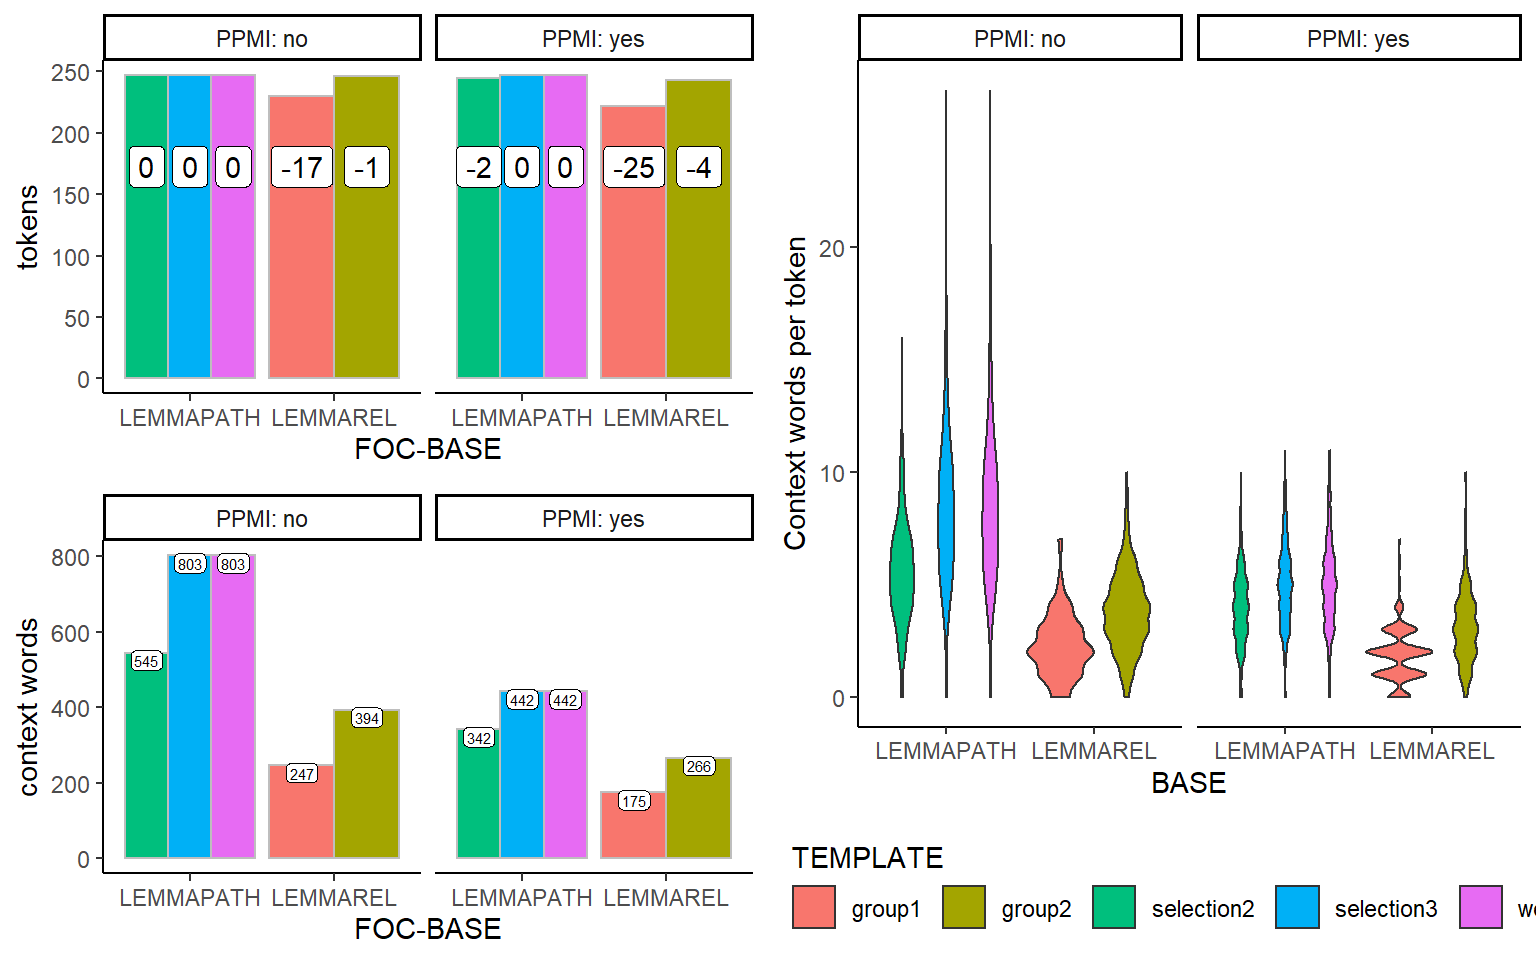 PPMI: no
PPMI: yes
250
200
150
100
50
0
tokens
0 0 0 -17 -1
-2 0 0 -25 -4
LEMMAPATH LEMMAREL
LEMMAPATH LEMMAREL
FOC-BASE
PPMI: no
PPMI: yes
800
600
400
200
0
context words
545 803 803 247 394
342 442 442 175 266
LEMMAPATH LEMMAREL
LEMMAPATH LEMMAREL
FOC-BASE
PPMI: no
PPMI: yes
20
10
0
Context words per token
LEMMAPATH LEMMAREL
LEMMAPATH LEMMAREL
BASE
TEMPLATE
group1 group2 selection2 selection3